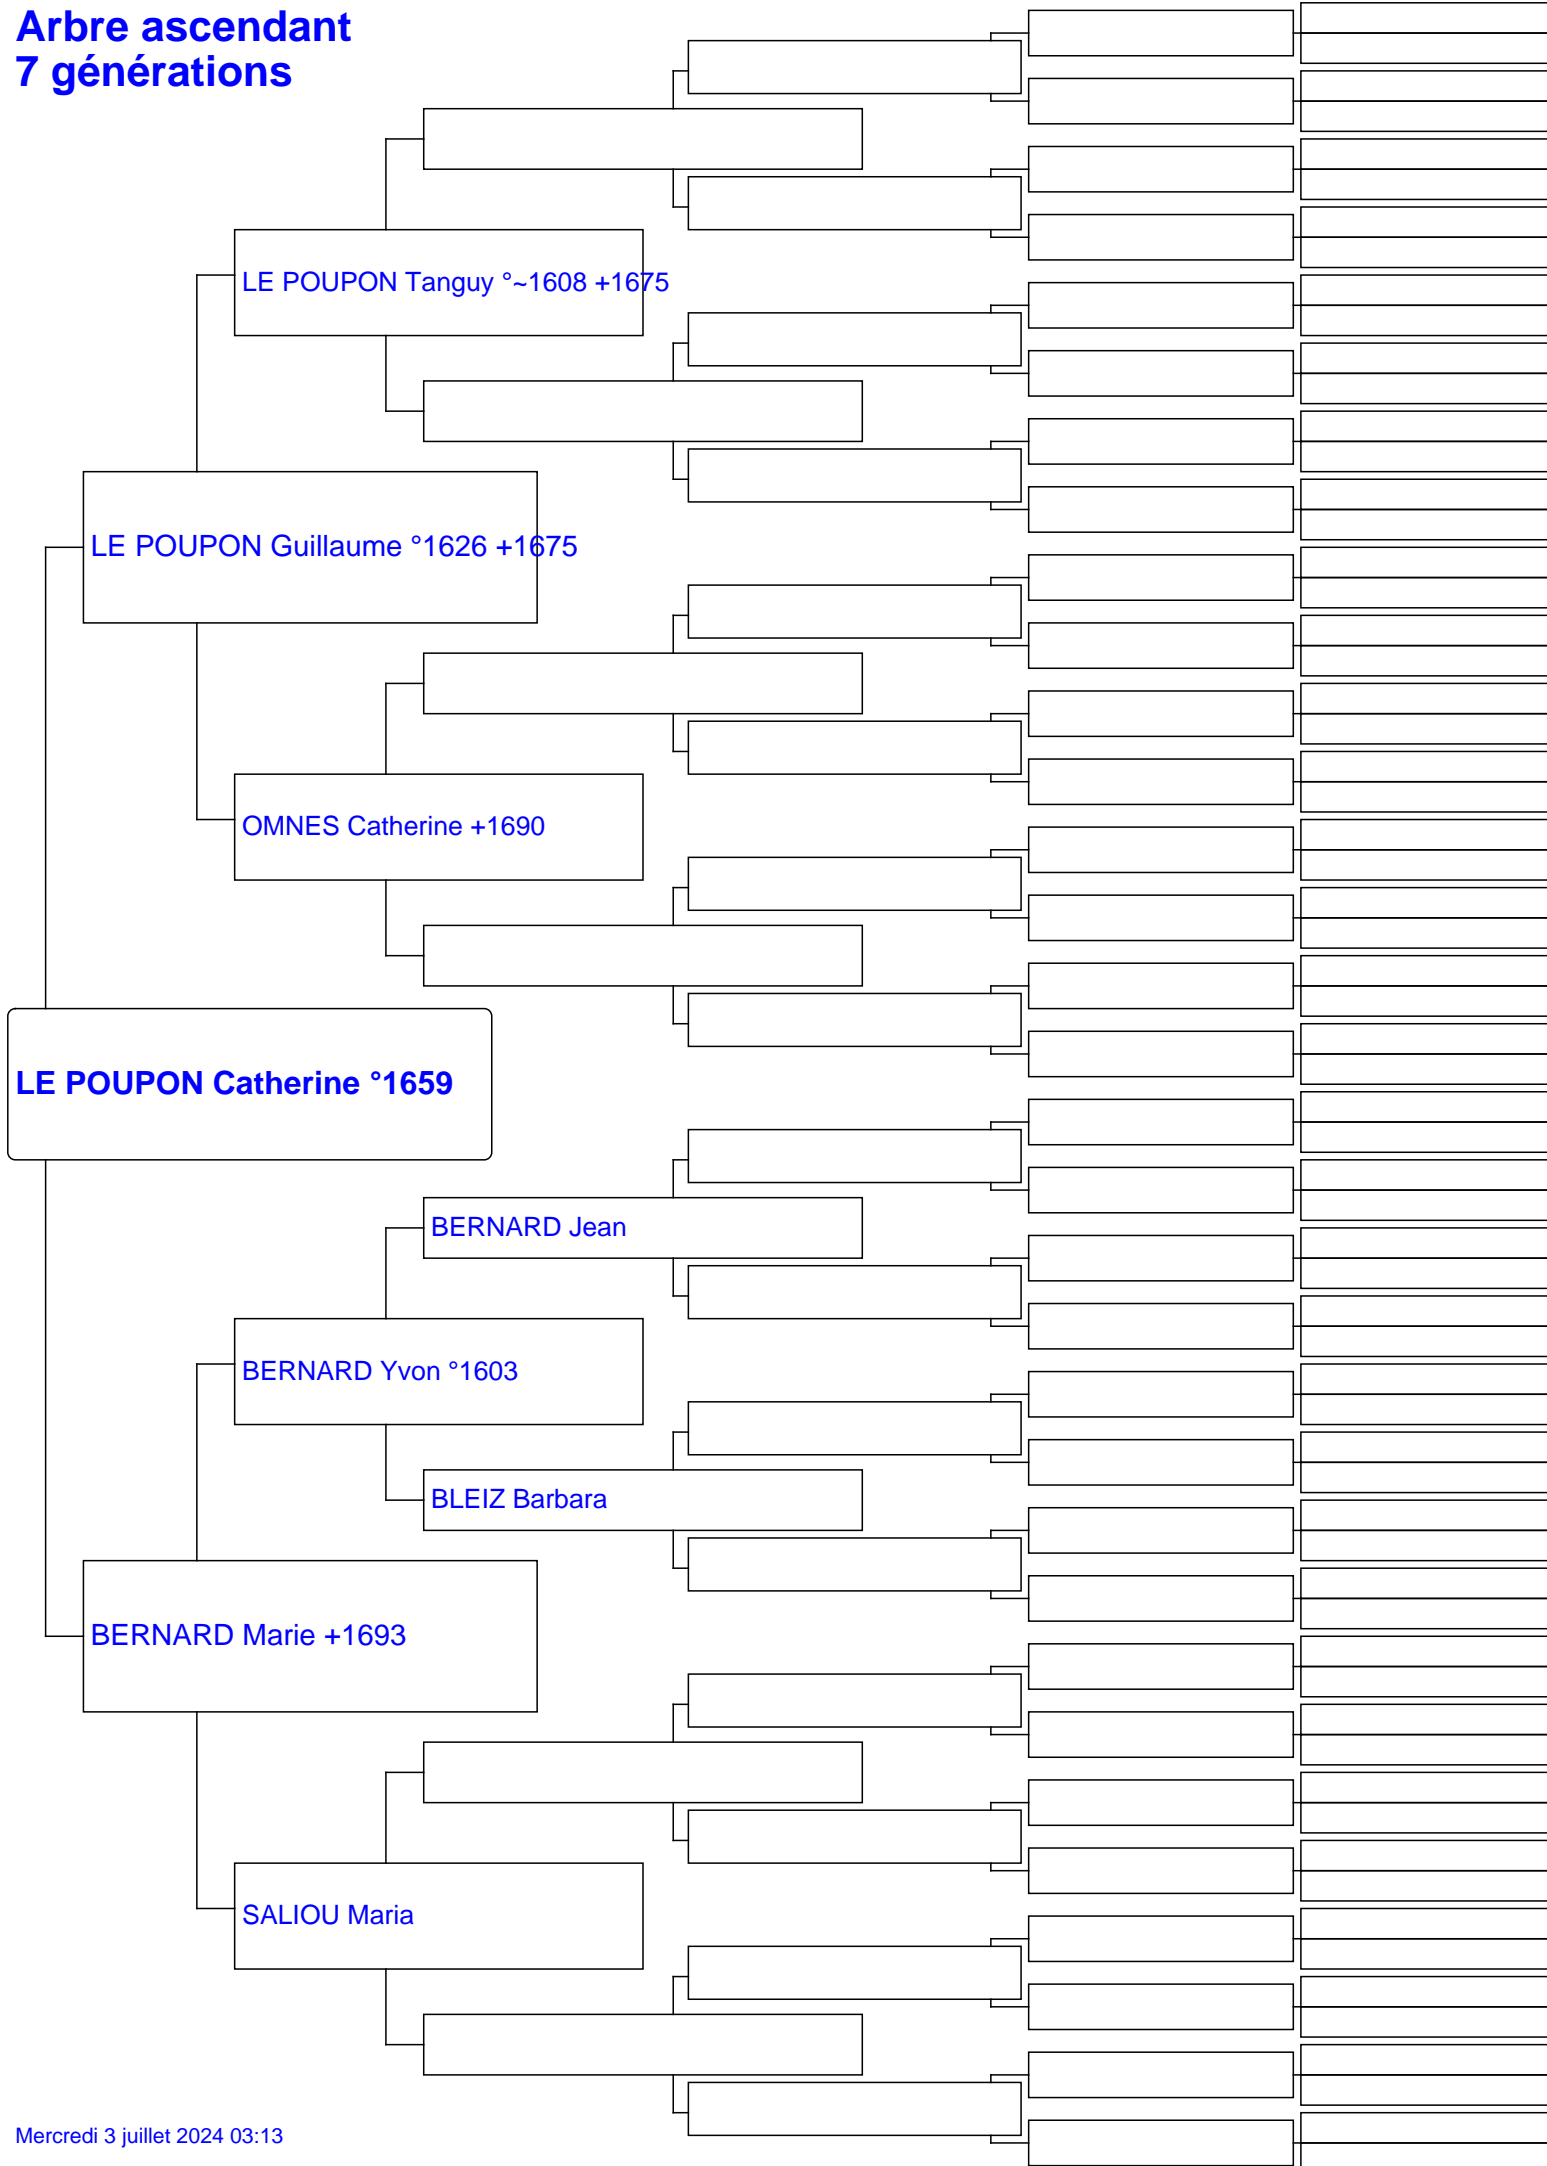 Arbre ascendant
7 générations
LE POUPON Tanguy °~1608 +1675
LE POUPON Guillaume °1626 +1675
OMNES Catherine +1690
LE POUPON Catherine °1659
BERNARD Jean
BERNARD Yvon °1603
BLEIZ Barbara
BERNARD Marie +1693
SALIOU Maria
Mercredi 3 juillet 2024 03:13